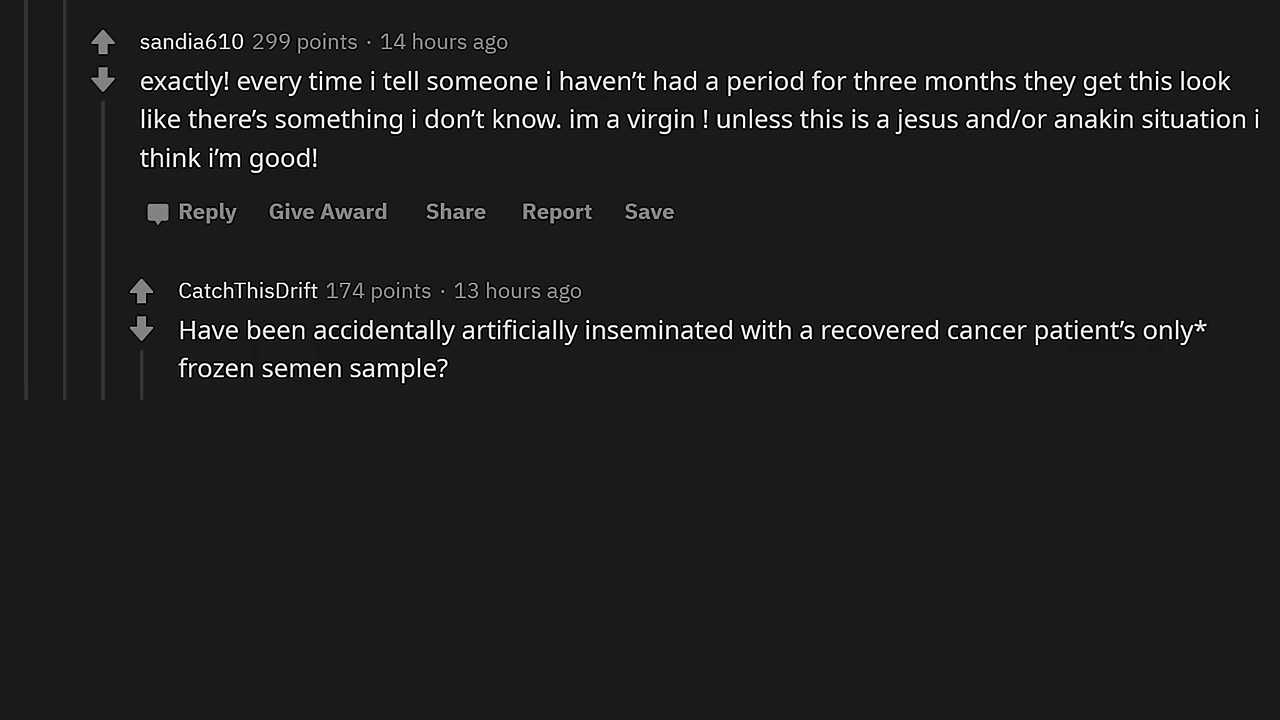 sandia610 299 points · 14 hours ago
exactly! every time i tell someone i haven’t had a period for three months they get this look
like there’s something i don’t know. im a virgin ! unless this is a jesus and/or anakin situation i
think i’m good!
Reply Give Award Share Report Save
CatchThisDrift 174 points · 13 hours ago
Have been accidentally artificially inseminated with a recovered cancer patient’s only*
frozen semen sample?